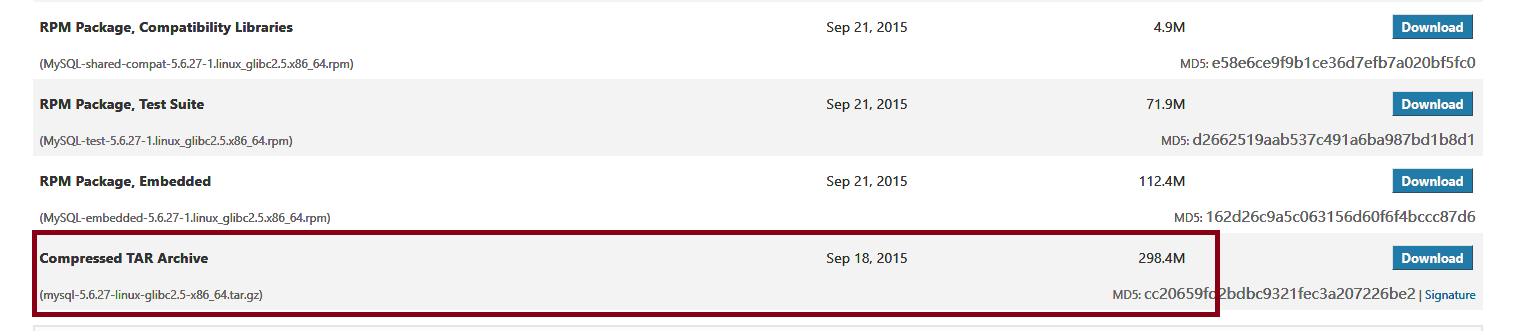 RPM Package, Compatibility Libraries Sep 21, 2015 4.9M Download
(MySQL-shared-compat-5.6.27-1.linux_glibc2.5.x86_64.rpm) MD5: e58e6ce9f9b1ce36d7efb7a020bf5fc0
RPM Package, Test Suite Sep 21, 2015 71.9M Download
(MySQL-test-5.6.27-1.linux_glibc2.5.x86_64.rpm) MD5: d2662519aab537c491a6ba987bd1b8d1
RPM Package, Embedded Sep 21, 2015 112.4M Download
(MySQL-embedded-5.6.27-1.linux_glibc2.5.x86_64.rpm) MD5: 162d26c9a5c063156d60f6f4bccc87d6
Compressed TAR Archive Sep 18, 2015 298.4M Download
(mysql-5.6.27-linux-glibc2.5-x86_64.tar.gz) MD5: | Signature